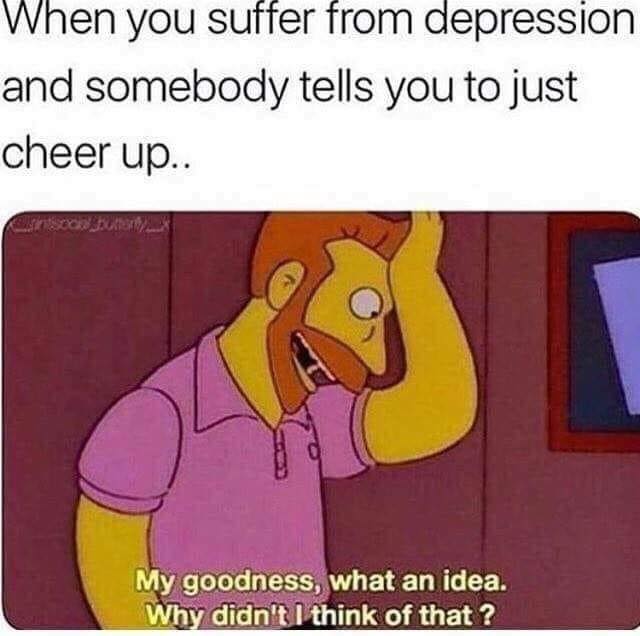 When you suffer from depression
and somebody tells you to just
cheer up..
My goodness, what an idea.
Why didn't I think of that ?